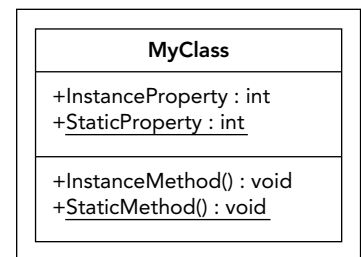 MyClass
+InstanceProperty : int
+StaticProperty : int
+InstanceMethod() : void
+StaticMethod() : void